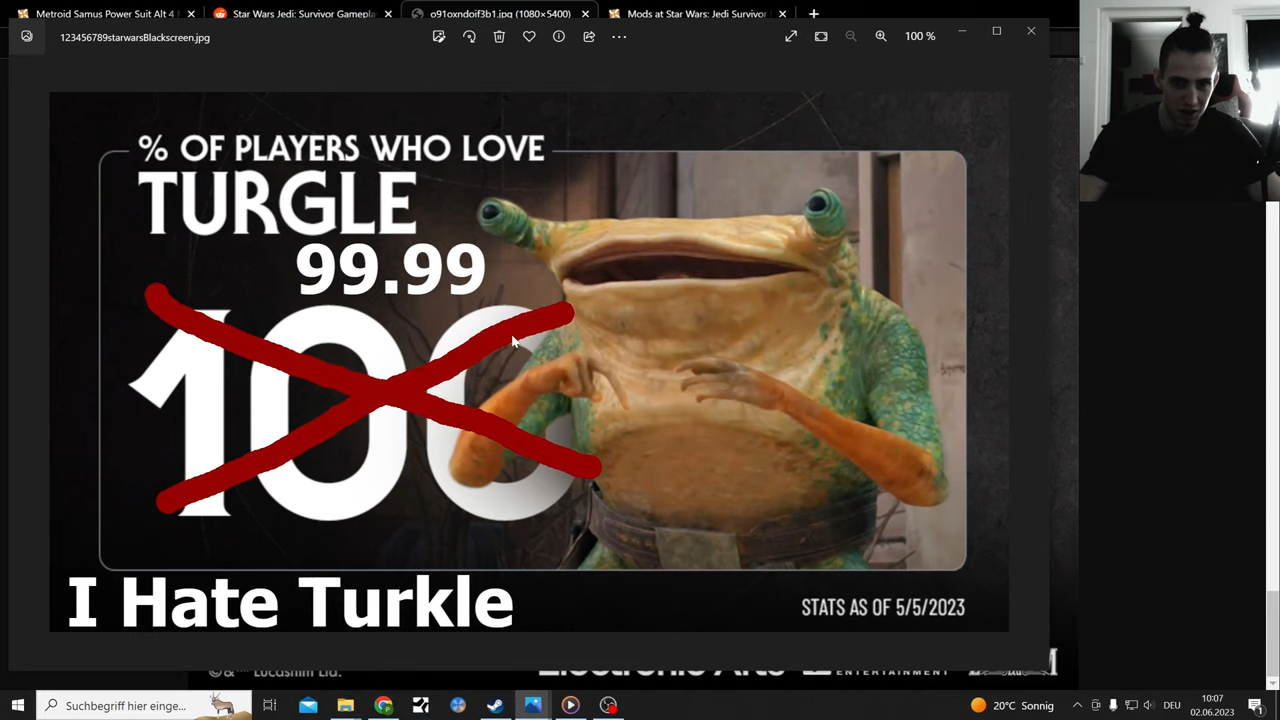 Metroid Samus Power Suit Alt 4
Star Wars Jedi: Survivor Gamepla
o91oxndoif3b1.jpg (1080×5400)
Mods at Star Wars: Jedi Survivor
123456789starwarsBlackscreen.jpg
100 %
% OF PLAYERS WHO LOVE
TURGLE
99.99
100
I Hate Turkle
STATS AS OF 5/5/2023
Lucasfilm Ltd.
Electronic Arts
ENTERTAINMENT
Suchbegriff hier einge...
20°C Sonnig
DEU
10:07
02.06.2023